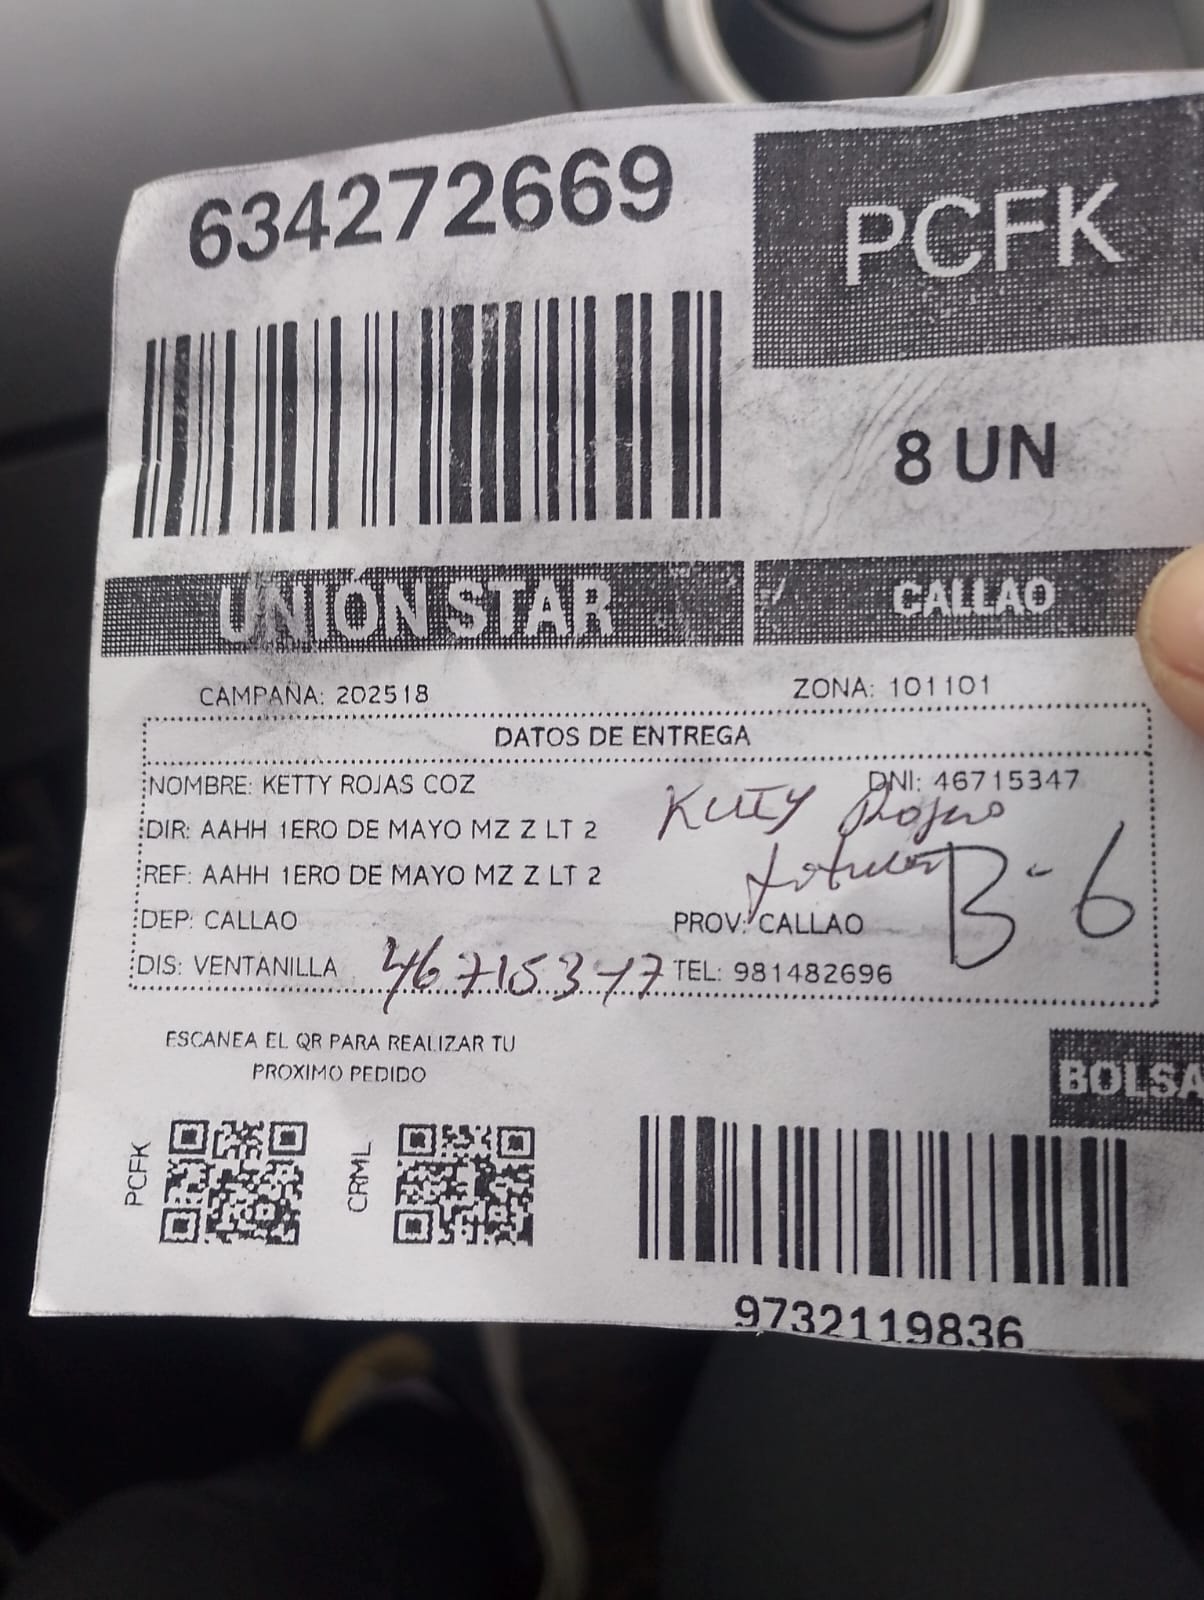 634272669
PCFK
8 UN
UNIÓN STAR
CALLAO
CAMPAÑA: 202518
ZONA: 101101
DATOS DE ENTREGA
NOMBRE: KETTY ROJAS COZ
DNI: 46715347
DIR: AAHH 1ERO DE MAYO MZ Z LT 2
Ketty Rojas
REF: AAHH 1ERO DE MAYO MZ Z LT 2
B-6
DEP: CALLAO
PROV: CALLAO
DIS: VENTANILLA
46715347
TEL: 981482696
ESCANEA EL QR PARA REALIZAR TU
PROXIMO PEDIDO
BOLSA
PCFK
CRML
9732119836